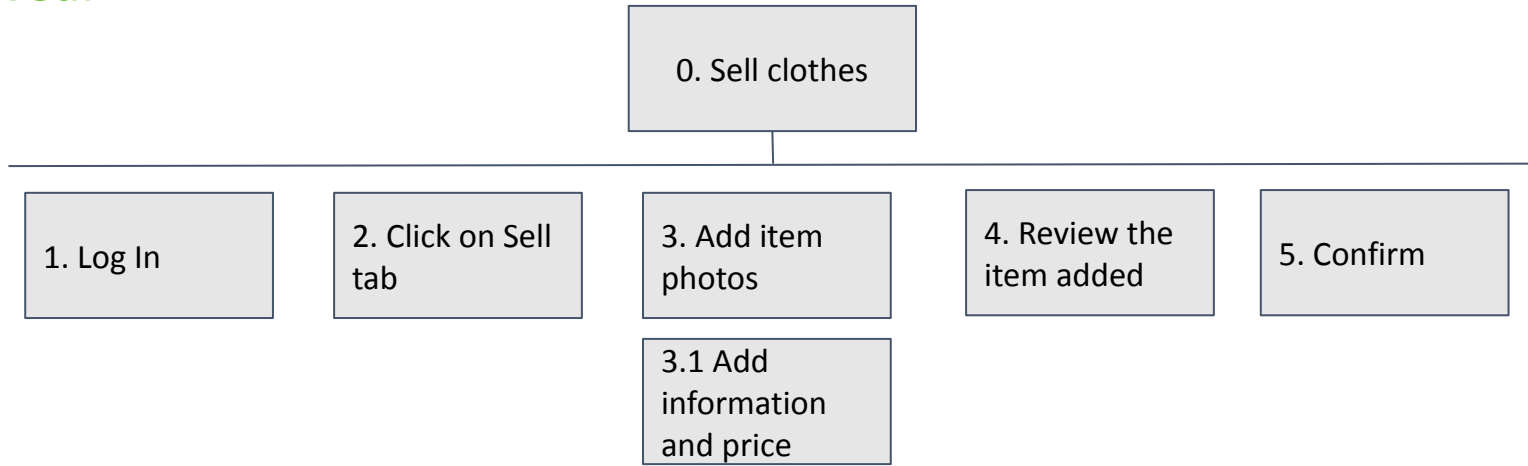 0. Sell clothes
1. Log In
2. Click on Sell
tab
3. Add item
photos
4. Review the
item added
5. Confirm
3.1 Add
information
and price